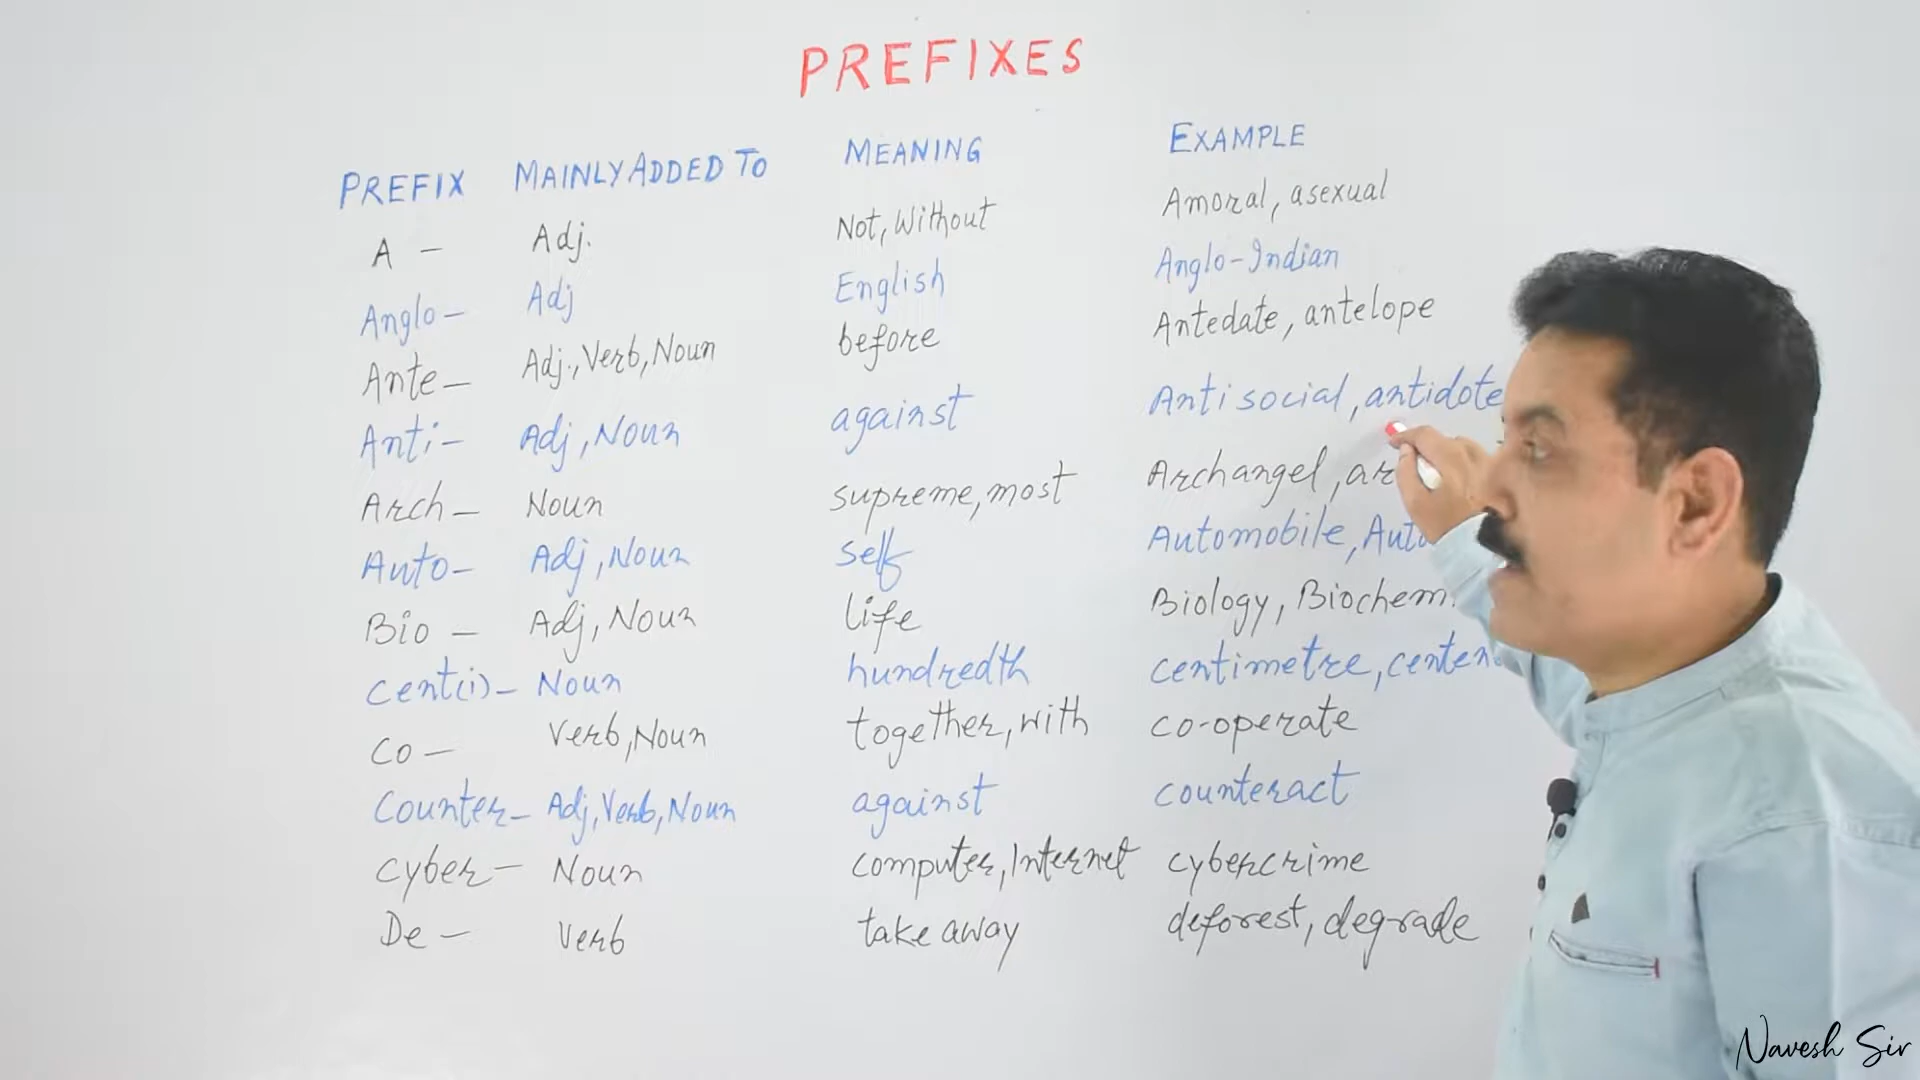 PREFIXES
PREFIX MAINLY ADDED TO MEANING EXAMPLE
A – Adj. Not, Without Amoral, asexual
Anglo – Adj English Anglo-Indian
Ante – Adj., Verb, Noun before Antedate, antelope
Anti – Adj, Noun against Antisocial, antidote
Arch – Noun supreme, most Archangel,
Auto – Adj, Noun self Automobile,
Bio – Adj, Noun life Biology,
Cent(i) – Noun hundredth centimetre,
Co – Verb, Noun together, with co-operate
Counter – Adj, Verb, Noun against counteract
Cyber – Noun computer, Internet cybercrime
De – Verb take away deforest, degrade
Navesh Sir